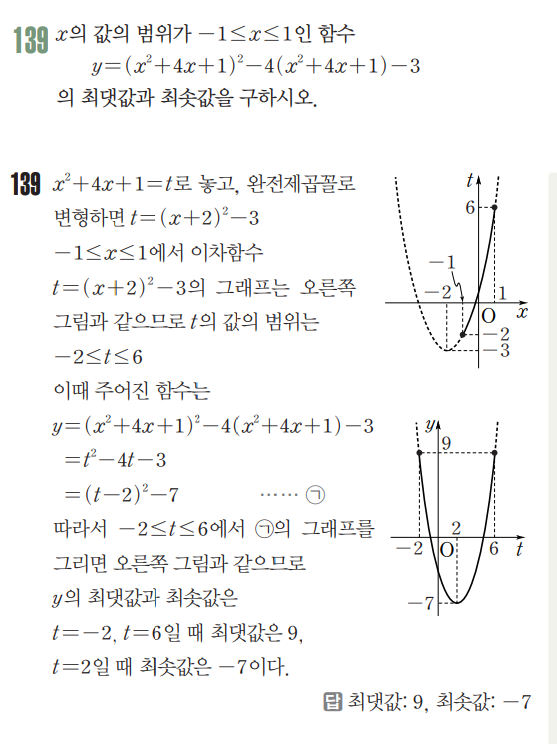 139 x의 값의 범위가 -1≤x≤1인 함수
y=(x²+4x+1)²-4(x²+4x+1)-3
의 최댓값과 최솟값을 구하시오.
139 x²+4x+1=t로 놓고, 완전제곱꼴로
변형하면 t=(x+2)²-3
-1≤x≤1에서 이차함수
t=(x+2)²-3의 그래프는 오른쪽
그림과 같으므로 t의 값의 범위는
-2≤t≤6
t
6
-1
-2
1
O
x
-2
-3
이때 주어진 함수는
y=(x²+4x+1)²-4(x²+4x+1)-3
=t²-4t-3
=(t-2)²-7 …… ㉠
따라서 -2≤t≤6에서 ㉠의 그래프를
그리면 오른쪽 그림과 같으므로
y의 최댓값과 최솟값은
t=-2, t=6일 때 최댓값은 9,
t=2일 때 최솟값은 -7이다.
y
9
2
-2
O
6
t
-7
답 최댓값: 9, 최솟값: -7